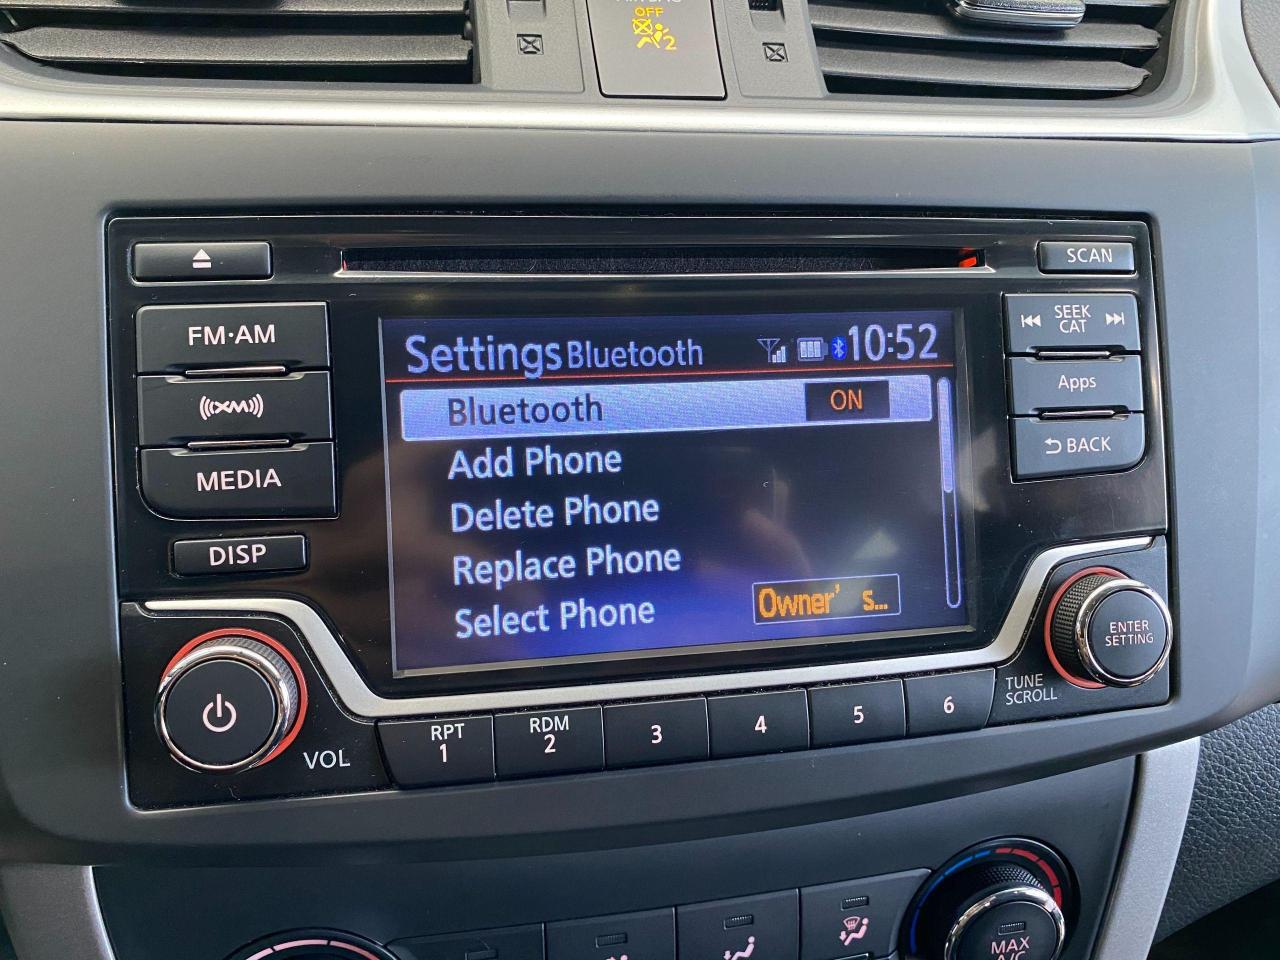 OFF
2
SCAN
FM·AM
SEEK
CAT
XM
Apps
MEDIA
BACK
DISP
Settings Bluetooth 10:52
Bluetooth ON
Add Phone
Delete Phone
Replace Phone
Select Phone Owner' s...
ENTER
SETTING
TUNE
SCROLL
VOL
RPT
1
RDM
2
3
4
5
6
MAX
A/C